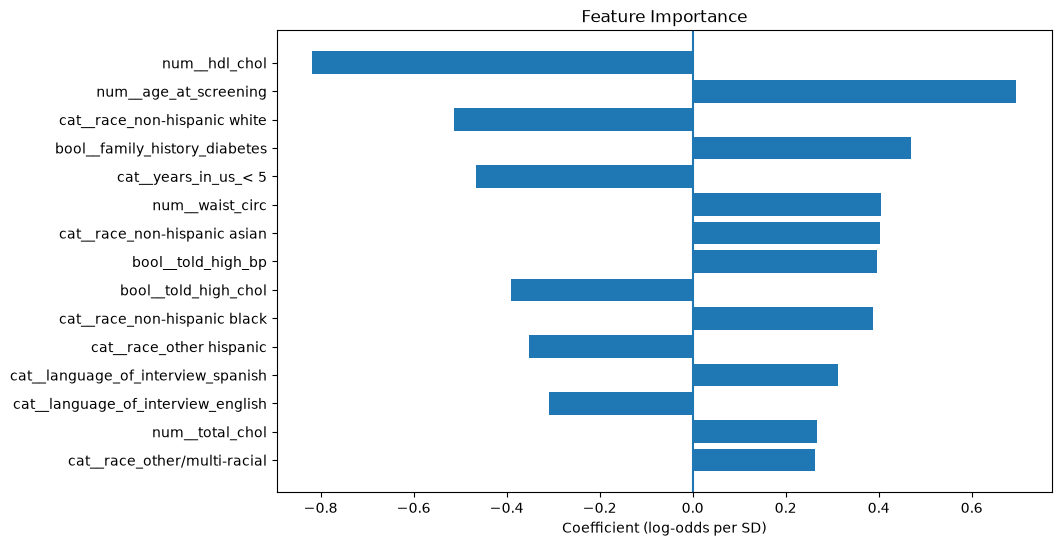 Feature Importance
num__hdl_chol
num__age_at_screening
cat__race_non-hispanic white
bool__family_history_diabetes
cat__years_in_us_< 5
num__waist_circ
cat__race_non-hispanic asian
bool__told_high_bp
bool__told_high_chol
cat__race_non-hispanic black
cat__race_other hispanic
cat__language_of_interview_spanish
cat__language_of_interview_english
num__total_chol
cat__race_other/multi-racial
−0.8 −0.6 −0.4 −0.2 0.0 0.2 0.4 0.6
Coefficient (log-odds per SD)